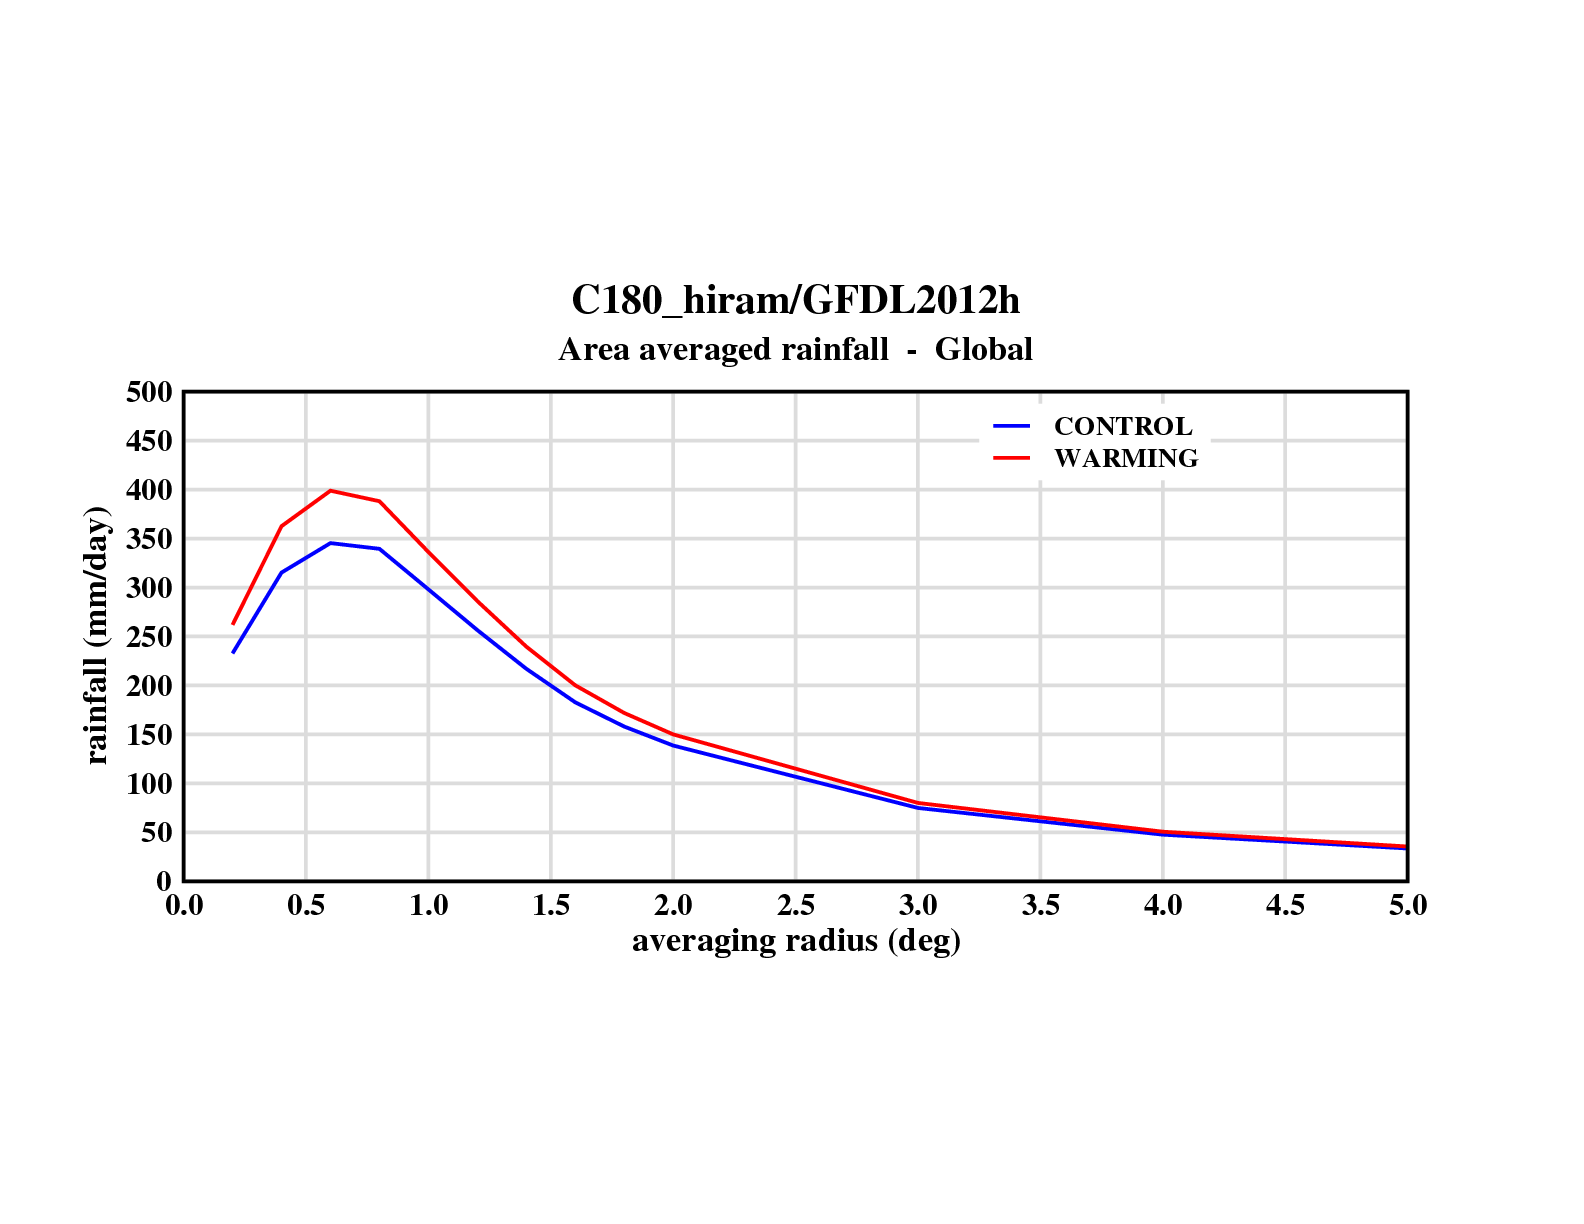 C180_hiram/GFDL2012h
Area averaged rainfall - Global
500
450
400
350
300
250
200
150
100
50
0
rainfall (mm/day)
CONTROL
WARMING
0.0 0.5 1.0 1.5 2.0 2.5 3.0 3.5 4.0 4.5 5.0
averaging radius (deg)